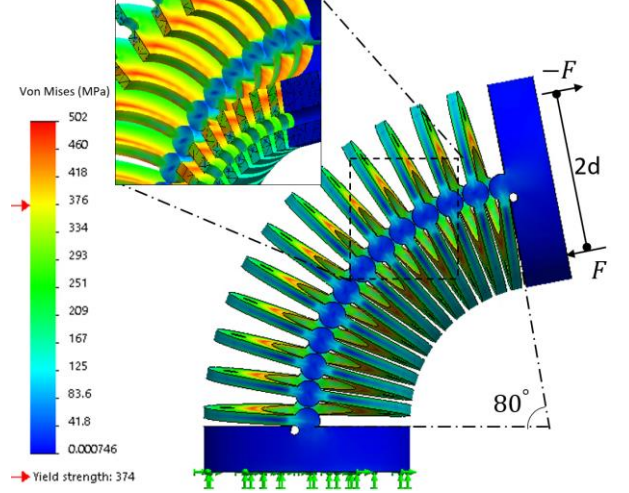 Von Mises (MPa)
502
460
418
376
334
293
251
209
167
125
83.6
41.8
0.000746
Yield strength: 374
−F
2d
F
80°